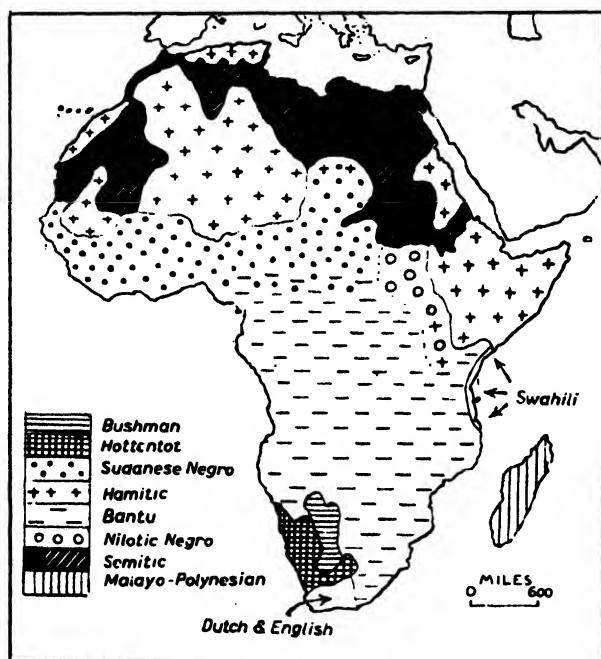 Bushman
Hottentot
Sudanese Negro
Hamitic
Bantu
Nilotic Negro
Semitic
Malayo-Polynesian
Swahili
Dutch & English
0 MILES 600